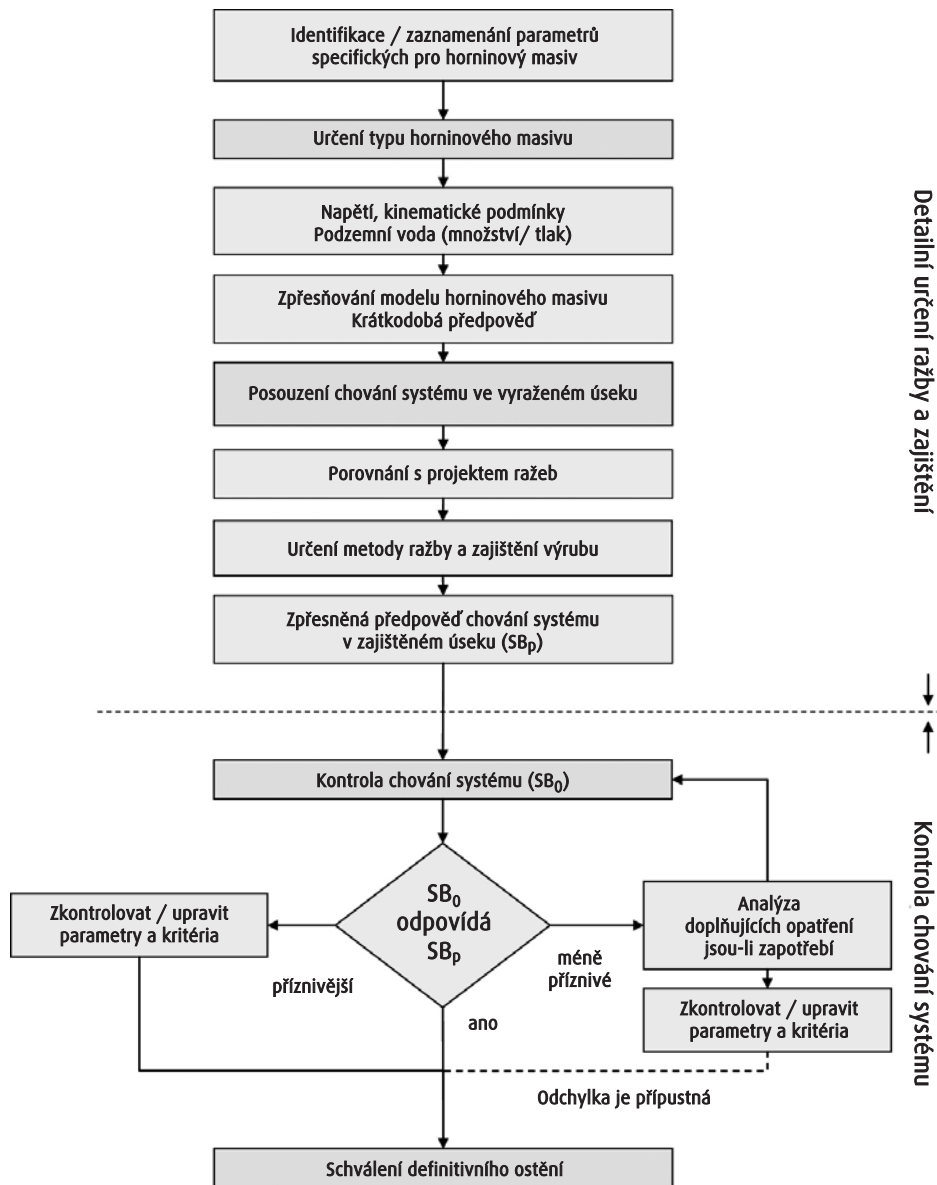 Identifikace / zaznamenání parametrů
specifických pro horninový masiv
Určení typu horninového masivu
Napětí, kinematické podmínky
Podzemní voda (množství/ tlak)
Zpřesňování modelu horninového masivu
Krátkodobá předpověď
Posouzení chování systému ve vyraženém úseku
Porovnání s projektem ražeb
Určení metody ražby a zajištění výrubu
Zpřesněná předpověď chování systému
v zajištěném úseku (SBp)
Detailní určení ražby a zajištění
Kontrola chování systému (SB0)
SB0
odpovídá
SBp
Zkontrolovat / upravit
parametry a kritéria
příznivější
méně
příznivé
ano
Analýza
doplňujících opatření
jsou-li zapotřebí
Zkontrolovat / upravit
parametry a kritéria
Odchylka je přípustná
Schválení definitivního ostění
Kontrola chování systému